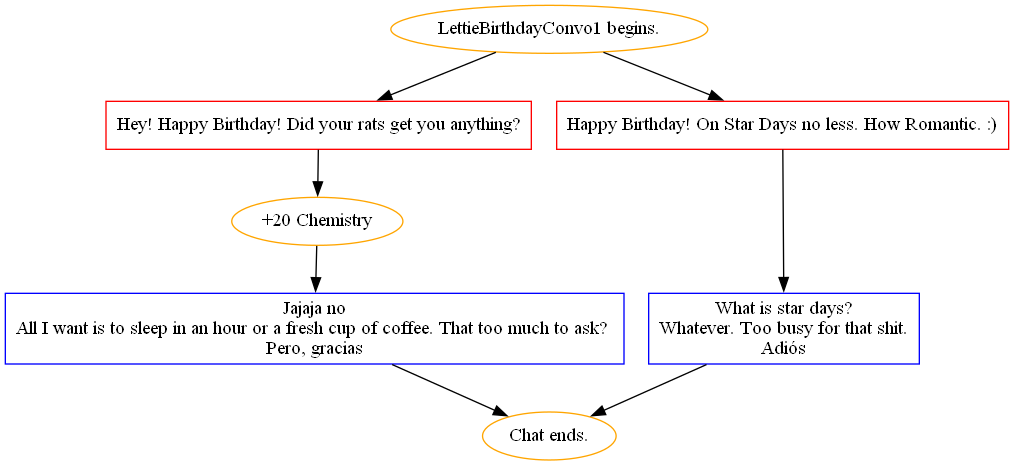 LettieBirthdayConvo1 begins.
Hey! Happy Birthday! Did your rats get you anything?
Happy Birthday! On Star Days no less. How Romantic. :)
+20 Chemistry
Jajaja no
All I want is to sleep in an hour or a fresh cup of coffee. That too much to ask?
Pero, gracias
What is star days?
Whatever. Too busy for that shit.
Adiós
Chat ends.